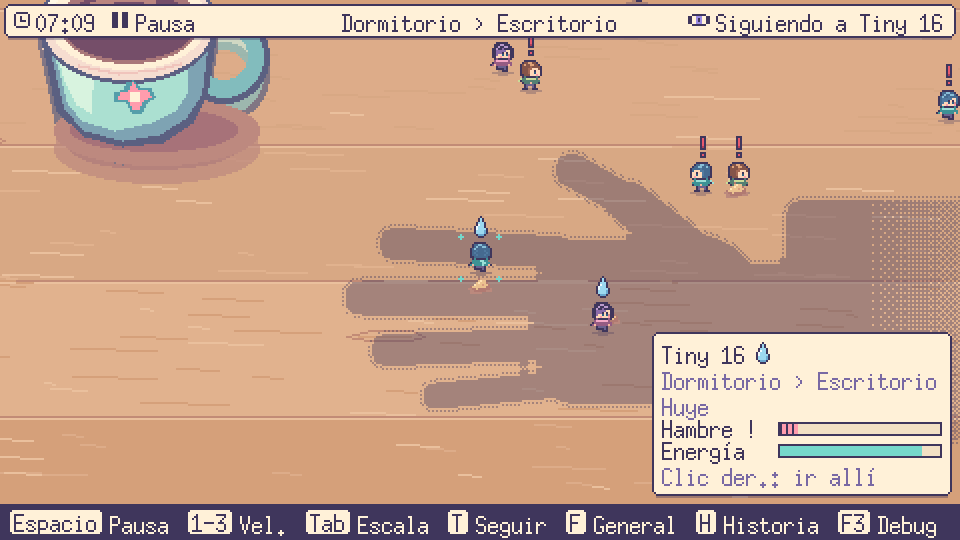 07:09 Pausa
Dormitorio > Escritorio
Siguiendo a Tiny 16
Tiny 16
Dormitorio > Escritorio
Huye
Hambre !
Energía
Clic der.: ir allí
Espacio Pausa 1-3 Vel. Tab Escala T Seguir F General H Historia F3 Debug